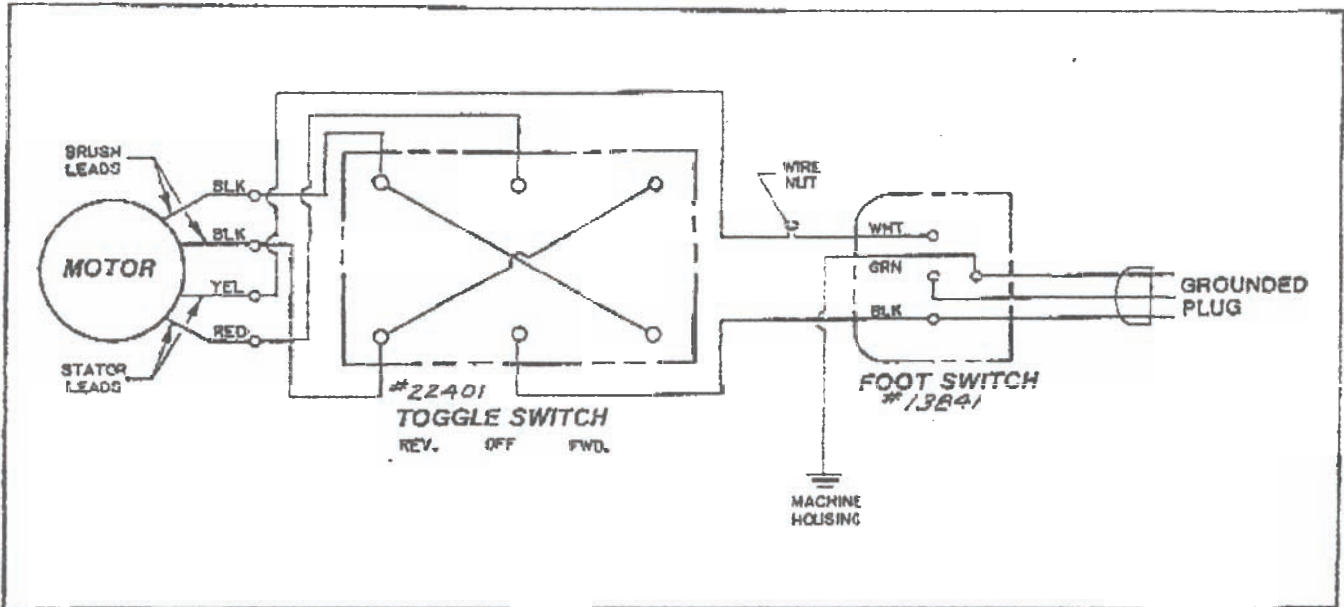 BRUSH
LEADS
BLK
BLK
MOTOR
YEL
RED
STATOR
LEADS
#22401
TOGGLE SWITCH
REV. OFF FWD.
WIRE
NUT
WHT
GRN
BLK
FOOT SWITCH
#13841
GROUNDED
PLUG
MACHINE
HOUSING